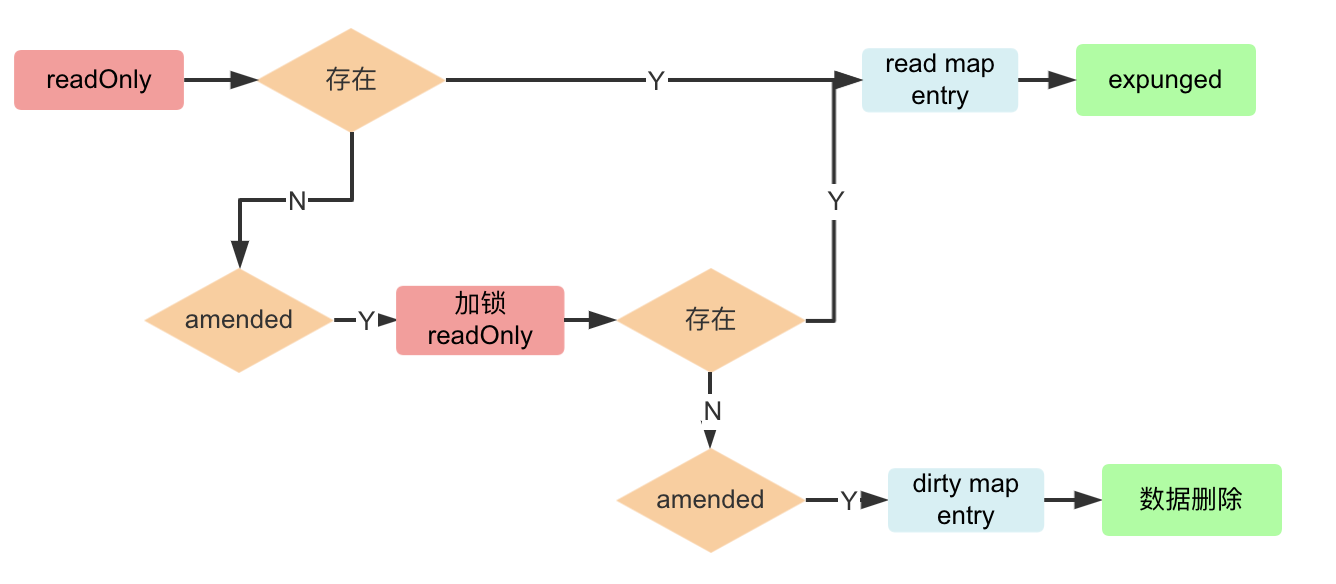 readOnly
存在
Y
read map
entry
expunged
N
Y
amended
Y
加锁
readOnly
存在
N
amended
Y
dirty map
entry
数据删除